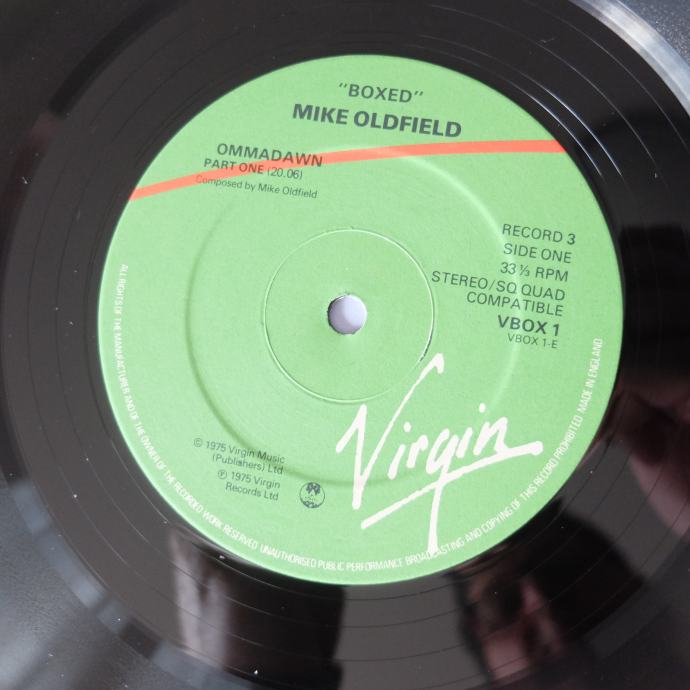 "BOXED"
MIKE OLDFIELD
OMMADAWN
PART ONE (20.06)
Composed by Mike Oldfield
RECORD 3
SIDE ONE
33⅓ RPM
STEREO/SQ QUAD
COMPATIBLE
VBOX 1
VBOX 1-E
© 1975 Virgin Music
(Publishers) Ltd
℗ 1975 Virgin
Records Ltd
Virgin
ALL RIGHTS OF THE MANUFACTURER AND OF THE OWNER OF THE RECORDED WORK RESERVED UNAUTHORISED PUBLIC PERFORMANCE BROADCASTING AND COPYING OF THIS RECORD PROHIBITED MADE IN ENGLAND